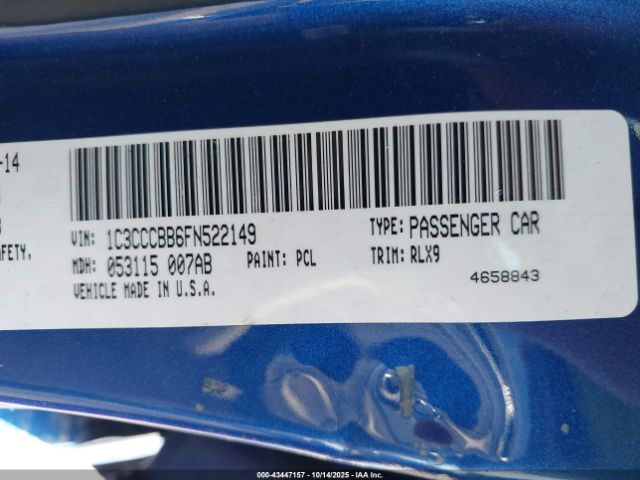 -14
AFETY.
VIN: 1C3CCCBB6FN522149
TYPE: PASSENGER CAR
MDH: 053115 007AB
PAINT: PCL
TRIM: RLX9
VEHICLE MADE IN U.S.A.
4658843
000-43447157 - 10/14/2025 - IAA Inc.